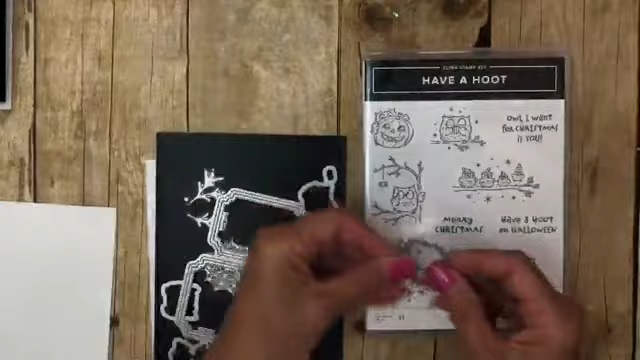 CLING STAMP SET
HAVE A HOOT
OWL I WANT
FOR CHRISTMAS
IS YOU!
MERRY
CHRISTMAS
HAVE A HOOT
ON HALLOWEEN